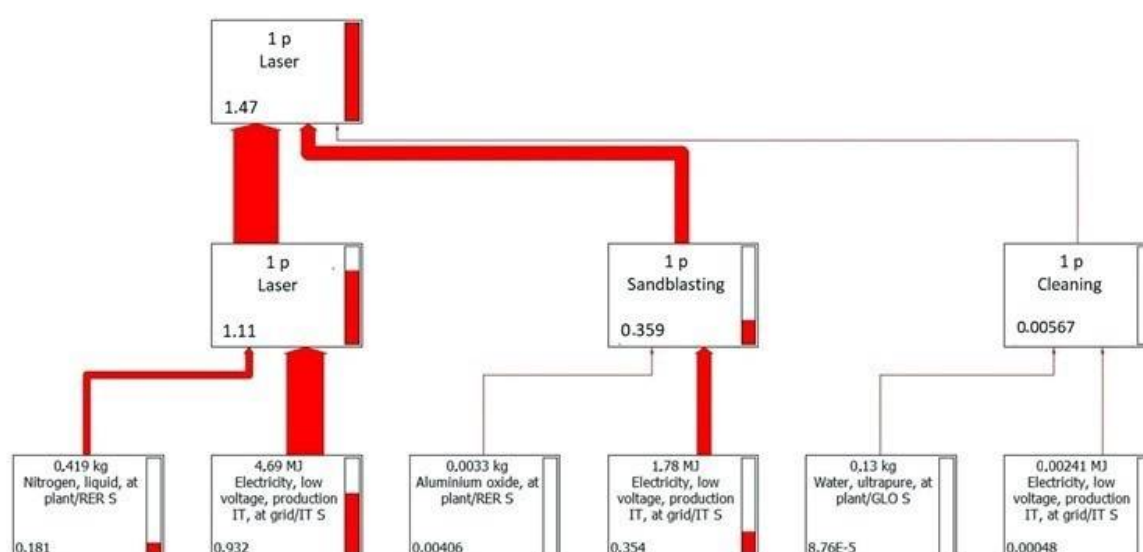 1 p
Laser
1.47
1 p
Laser
1.11
1 p
Sandblasting
0.359
1 p
Cleaning
0.00567
0.419 kg
Nitrogen, liquid, at
plant/RER S
0.181
4.69 MJ
Electricity, low
voltage, production
IT, at grid/IT S
0.932
0.0033 kg
Aluminium oxide, at
plant/RER S
0.00406
1.78 MJ
Electricity, low
voltage, production
IT, at grid/IT S
0.354
0.13 kg
Water, ultrapure, at
plant/GLO S
8.76E-5
0.00241 MJ
Electricity, low
voltage, production
IT, at grid/IT S
0.00048